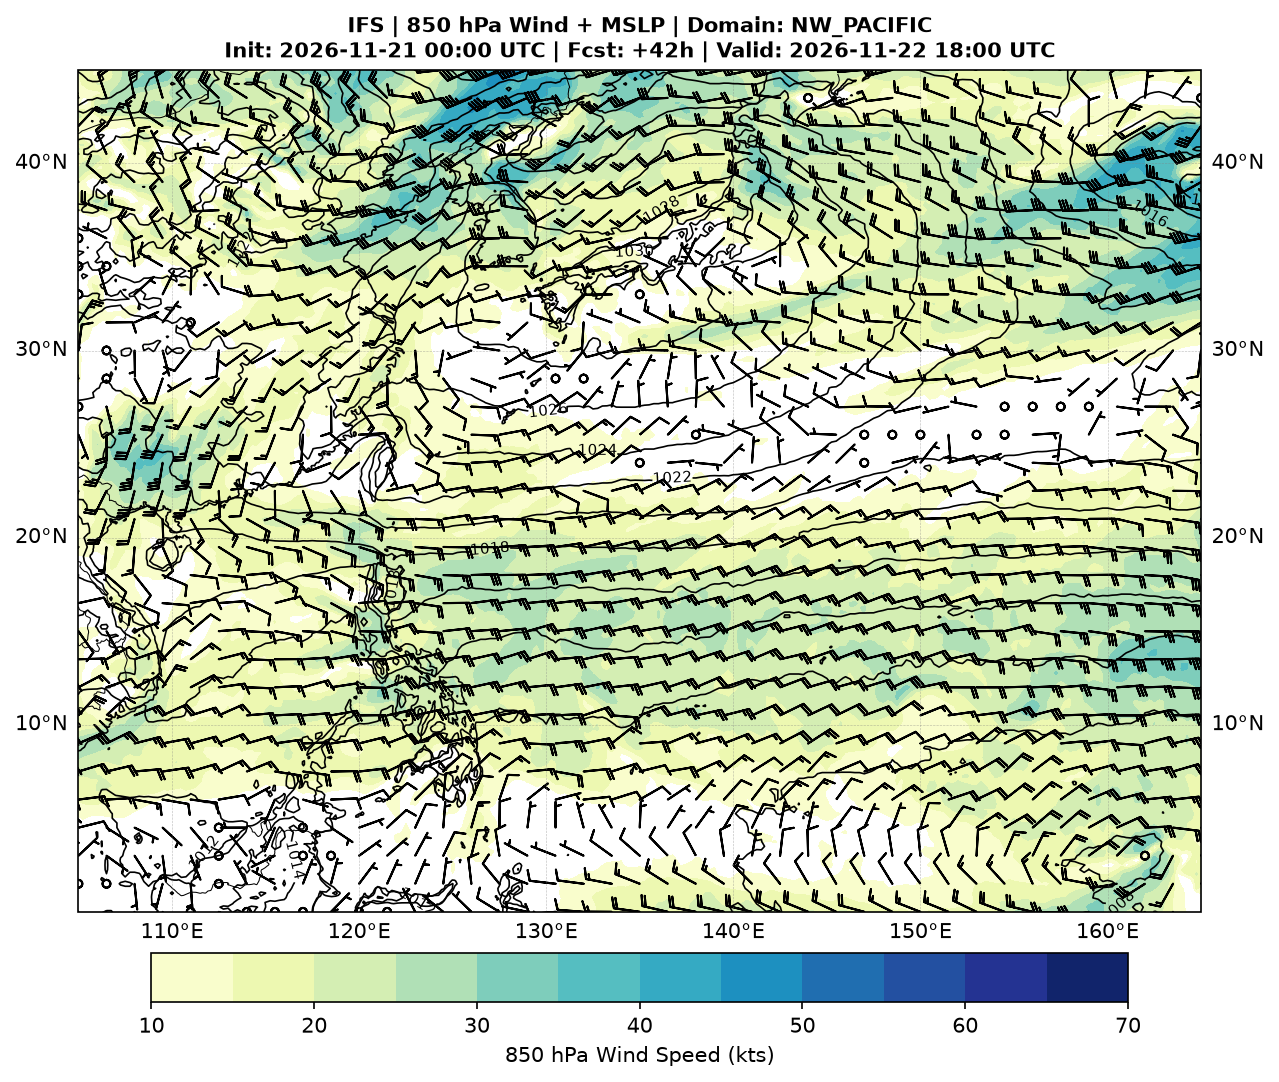 IFS | 850 hPa Wind + MSLP | Domain: NW_PACIFIC
Init: 2026-11-21 00:00 UTC | Fcst: +42h | Valid: 2026-11-22 18:00 UTC
40°N 40°N
30°N 30°N
20°N 20°N
10°N 10°N
1028
1030
1016
1026
1024
1022
1018
110°E 120°E 130°E 140°E 150°E 160°E
10 20 30 40 50 60 70
850 hPa Wind Speed (kts)